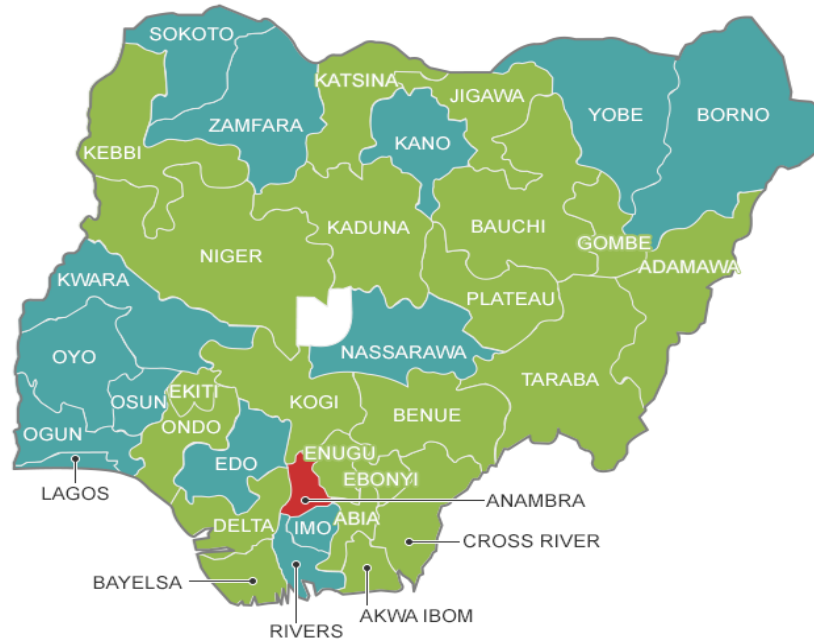 SOKOTO
KATSINA
JIGAWA
ZAMFARA
YOBE
BORNO
KANO
KEBBI
KADUNA
BAUCHI
GOMBE
NIGER
ADAMAWA
KWARA
PLATEAU
NASSARAWA
OYO
TARABA
EKITI
OSUN
KOGI
BENUE
ONDO
OGUN
ENUGU
EDO
EBONYI
LAGOS
ANAMBRA
ABIA
DELTA
IMO
CROSS RIVER
BAYELSA
AKWA IBOM
RIVERS